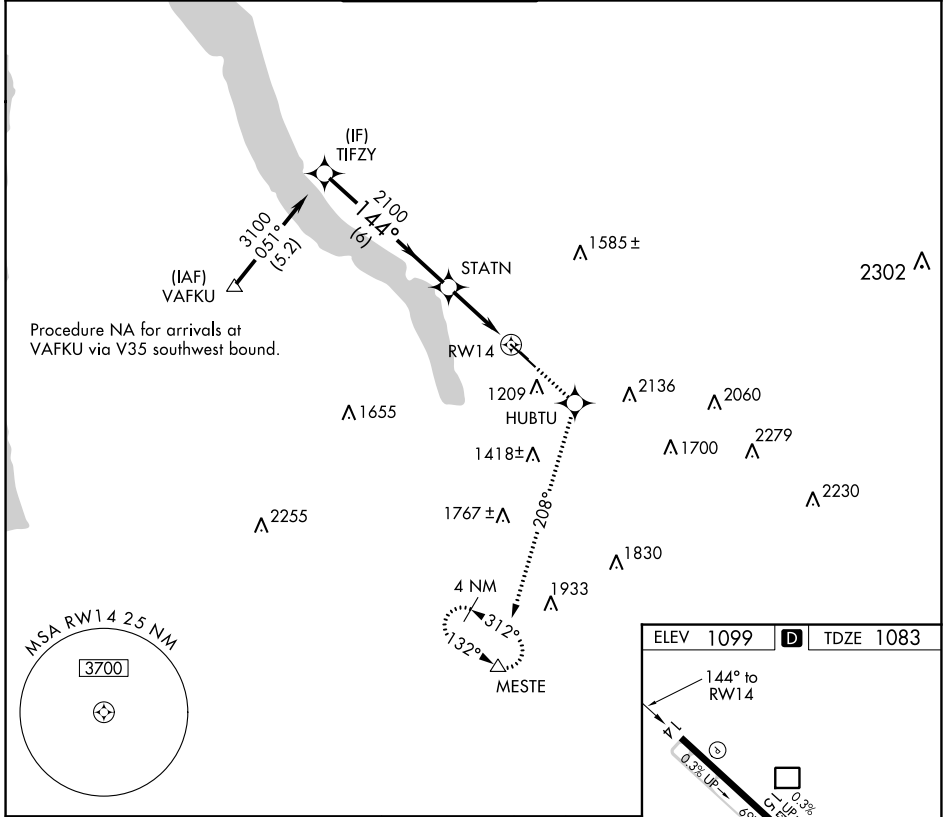 (IF)
TIFZY
2100
144°
(6)
3100
051°
(5.2)
(IAF)
VAFKU
STATN
1585 ±
2302
Procedure NA for arrivals at
VAFKU via V35 southwest bound.
RW14
1209
HUBTU
2136
2060
1655
1418±
1700
2279
2230
2255
1767 ±
208°
1830
4 NM
1933
312°
132°
MESTE
MSA RW14 25 NM
3700
ELEV 1099 D TDZE 1083
144° to
RW14
14
P
0.3% UP
0.3%
UP